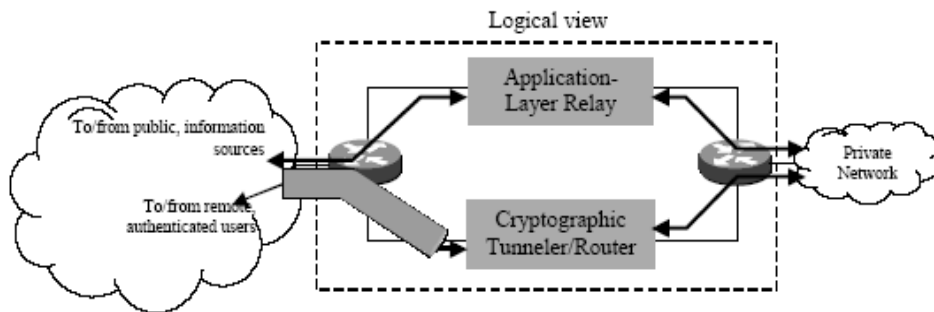 Logical view
Application-
Layer Relay
To/from public, information
sources
Private
Network
To/from remote,
authenticated users
Cryptographic
Tunneler/Router